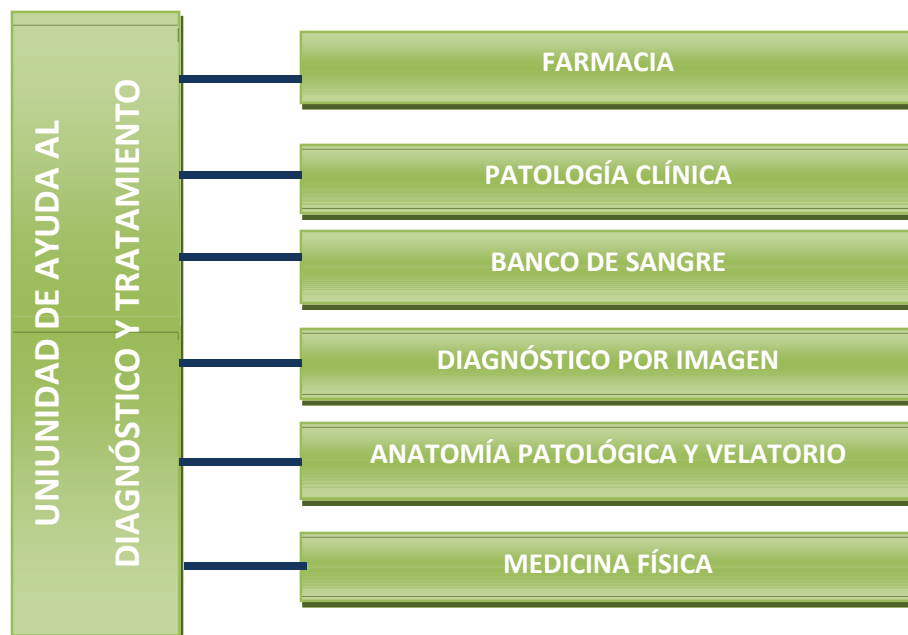 UNIUNIDAD DE AYUDA AL
DIAGNÓSTICO Y TRATAMIENTO
FARMACIA
PATOLOGÍA CLÍNICA
BANCO DE SANGRE
DIAGNÓSTICO POR IMAGEN
ANATOMÍA PATOLÓGICA Y VELATORIO
MEDICINA FÍSICA